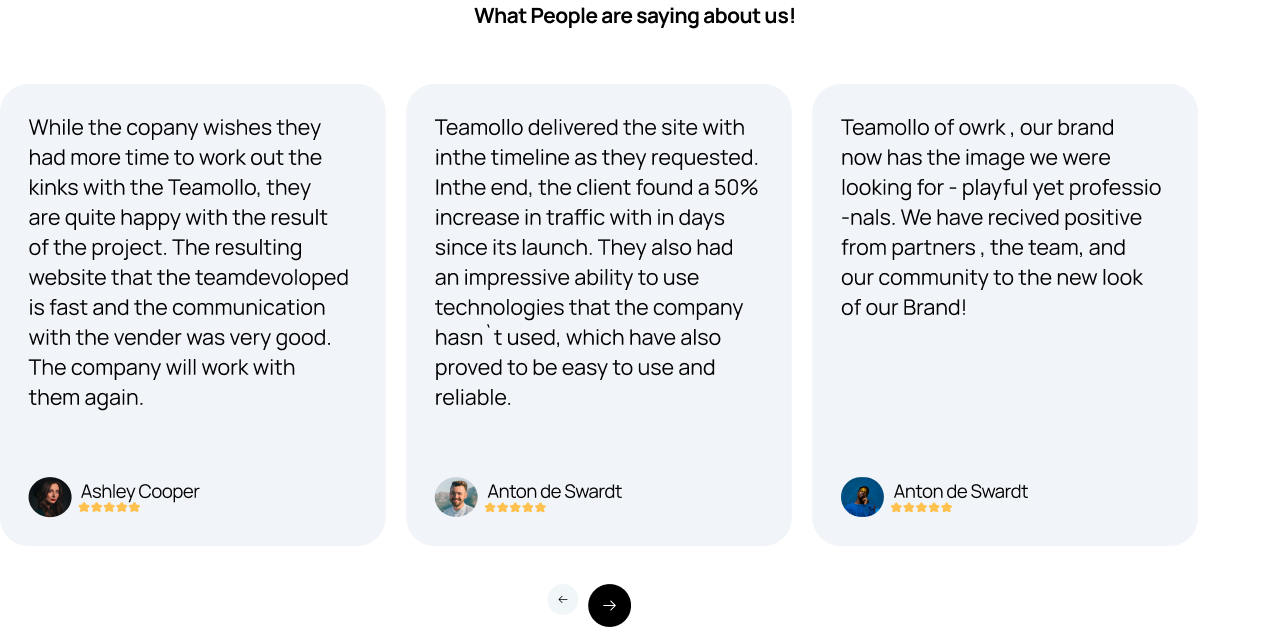 What People are saying about us!
While the copany wishes they
had more time to work out the
kinks with the Teamollo, they
are quite happy with the result
of the project. The resulting
website that the teamdevoloped
is fast and the communication
with the vender was very good.
The company will work with
them again.
Ashley Cooper
Teamollo delivered the site with
inthe timeline as they requested.
Inthe end, the client found a 50%
increase in traffic with in days
since its launch. They also had
an impressive ability to use
technologies that the company
hasn`t used, which have also
proved to be easy to use and
reliable.
Anton de Swardt
Teamollo of owrk , our brand
now has the image we were
looking for - playful yet professio
-nals. We have recived positive
from partners , the team, and
our community to the new look
of our Brand!
Anton de Swardt